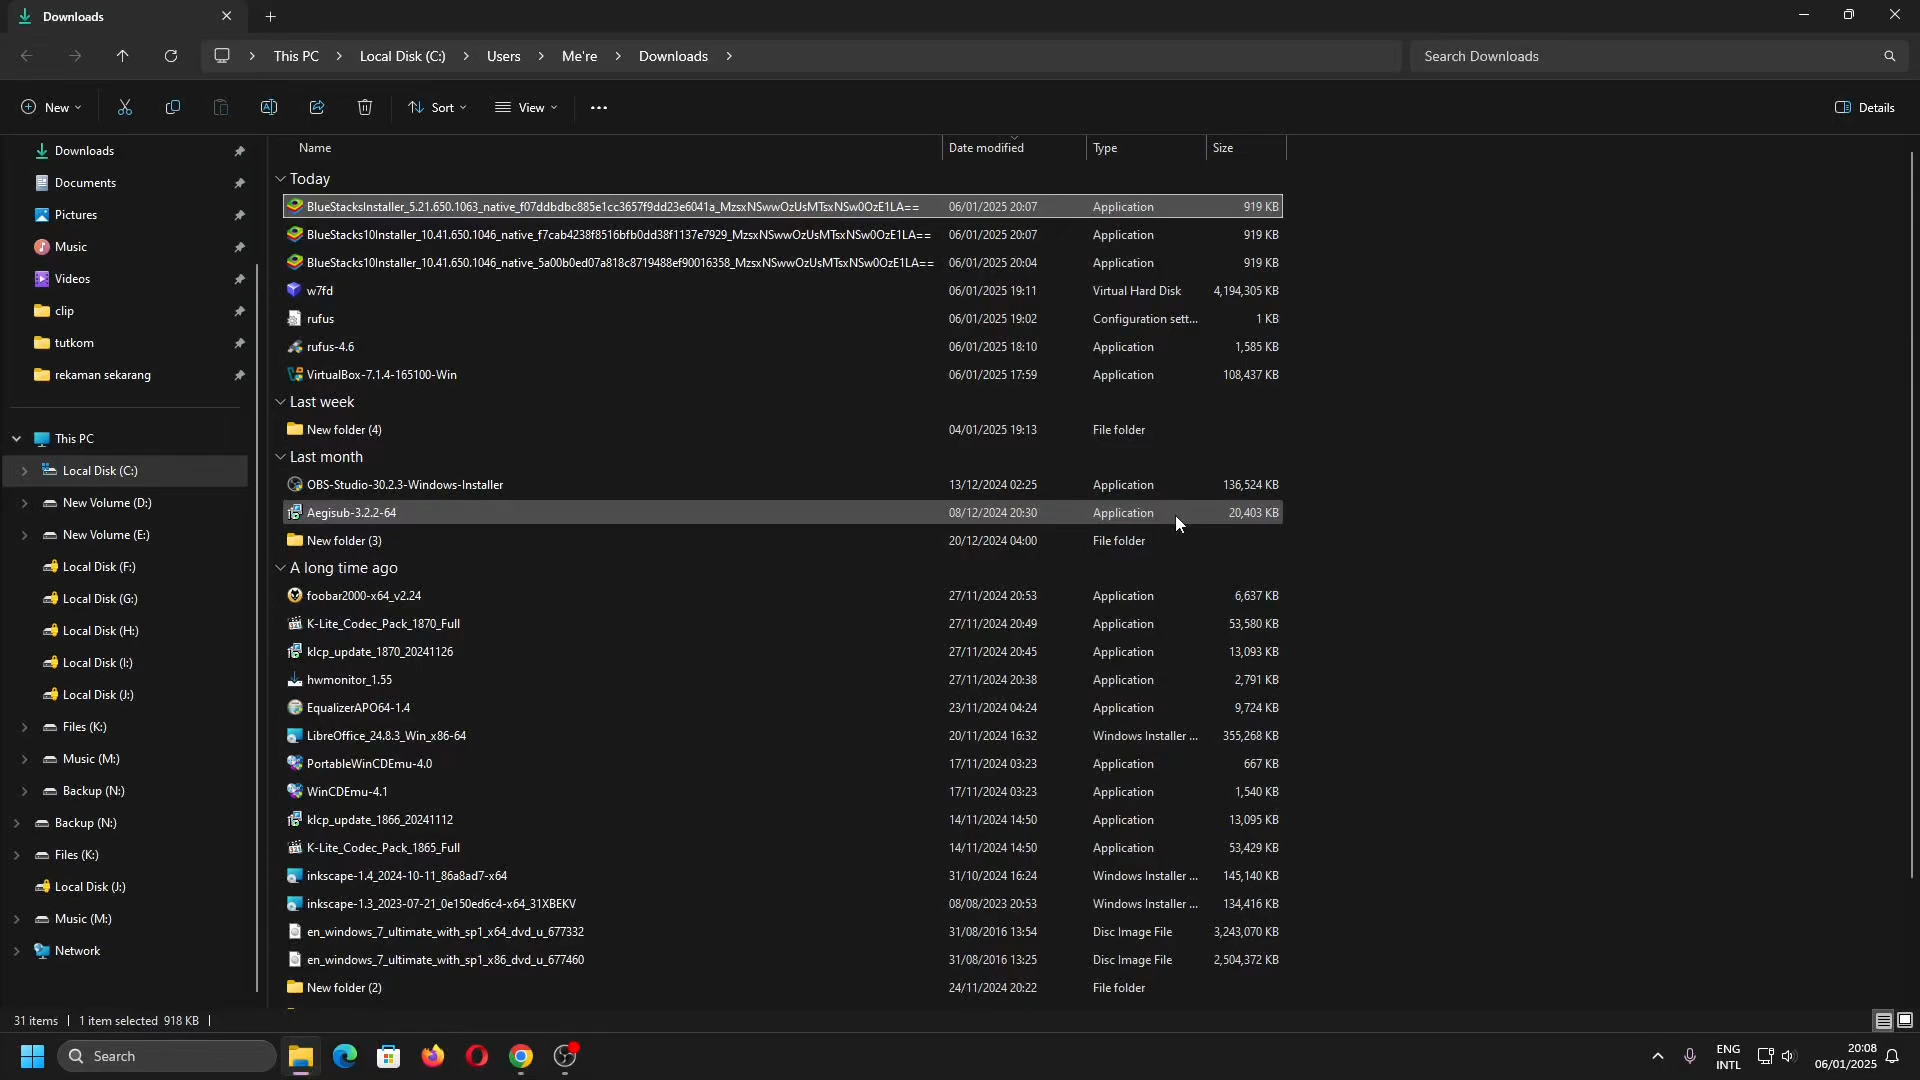 Downloads
This PC > Local Disk (C:) > Users > Me're > Downloads >
Search Downloads
New
Sort
View
Details
Downloads
Documents
Pictures
Music
Videos
clip
tutkom
rekaman sekarang
This PC
Local Disk (C:)
New Volume (D:)
New Volume (E:)
Local Disk (F:)
Local Disk (G:)
Local Disk (H:)
Local Disk (I:)
Local Disk (J:)
Files (K:)
Music (M:)
Backup (N:)
Backup (N:)
Files (K:)
Local Disk (J:)
Music (M:)
Network
Name Date modified Type Size
Today
BlueStacksInstaller_5.21.650.1063_native_f07ddbdbc885e1cc3657f9dd23e6041a_MzsxNSwwOzUsMTsxNSw0OzE1LA== 06/01/2025 20:07 Application 919 KB
BlueStacks10Installer_10.41.650.1046_native_f7cab4238f8516bfb0dd38f1137e7929_MzsxNSwwOzUsMTsxNSw0OzE1LA== 06/01/2025 20:07 Application 919 KB
BlueStacks10Installer_10.41.650.1046_native_5a00b0ed07a818c8719488ef90016358_MzsxNSwwOzUsMTsxNSw0OzE1LA== 06/01/2025 20:04 Application 919 KB
w7fd 06/01/2025 19:11 Virtual Hard Disk 4,194,305 KB
rufus 06/01/2025 19:02 Configuration sett... 1 KB
rufus-4.6 06/01/2025 18:10 Application 1,585 KB
VirtualBox-7.1.4-165100-Win 06/01/2025 17:59 Application 108,437 KB
Last week
New folder (4) 04/01/2025 19:13 File folder
Last month
OBS-Studio-30.2.3-Windows-Installer 13/12/2024 02:25 Application 136,524 KB
Aegisub-3.2.2-64 08/12/2024 20:30 Application 20,403 KB
New folder (3) 20/12/2024 04:00 File folder
A long time ago
foobar2000-x64_v2.24 27/11/2024 20:53 Application 6,637 KB
K-Lite_Codec_Pack_1870_Full 27/11/2024 20:49 Application 53,580 KB
klcp_update_1870_20241126 27/11/2024 20:45 Application 13,093 KB
hwmonitor_1.55 27/11/2024 20:38 Application 2,791 KB
EqualizerAPO64-1.4 23/11/2024 04:24 Application 9,724 KB
LibreOffice_24.8.3_Win_x86-64 20/11/2024 16:32 Windows Installer ... 355,268 KB
PortableWinCDEmu-4.0 17/11/2024 03:23 Application 667 KB
WinCDEmu-4.1 17/11/2024 03:23 Application 1,540 KB
klcp_update_1866_20241112 14/11/2024 14:50 Application 13,095 KB
K-Lite_Codec_Pack_1865_Full 14/11/2024 14:50 Application 53,429 KB
inkscape-1.4_2024-10-11_86a8ad7-x64 31/10/2024 16:24 Windows Installer ... 145,140 KB
inkscape-1.3_2023-07-21_0e150ed6c4-x64_31XBEKV 08/08/2023 20:53 Windows Installer ... 134,416 KB
en_windows_7_ultimate_with_sp1_x64_dvd_u_677332 31/08/2016 13:54 Disc Image File 3,243,070 KB
en_windows_7_ultimate_with_sp1_x86_dvd_u_677460 31/08/2016 13:25 Disc Image File 2,504,372 KB
New folder (2) 24/11/2024 20:22 File folder
31 items 1 item selected 918 KB
Search
ENG
INTL
20:08
06/01/2025